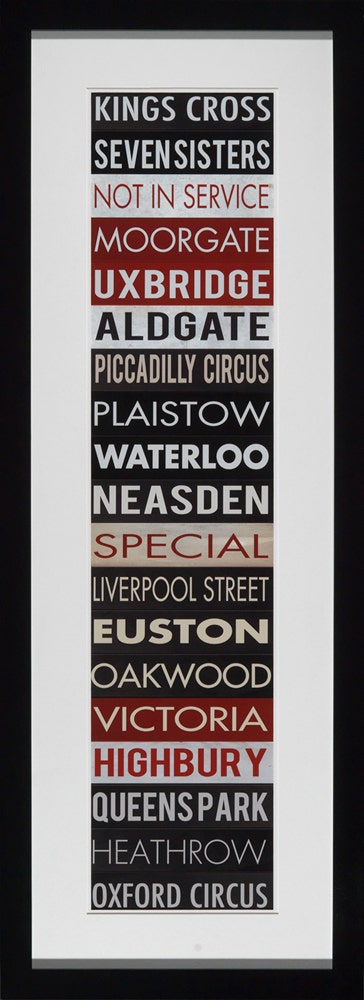 KINGS CROSS
SEVEN SISTERS
NOT IN SERVICE
MOORGATE
UXBRIDGE
ALDGATE
PICCADILLY CIRCUS
PLAISTOW
WATERLOO
NEASDEN
SPECIAL
LIVERPOOL STREET
EUSTON
OAKWOOD
VICTORIA
HIGHBURY
QUEENS PARK
HEATHROW
OXFORD CIRCUS